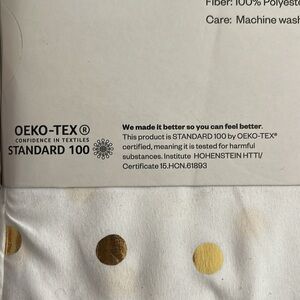 Fiber: 100% Polyeste
Care: Machine wash
OEKO-TEX®
CONFIDENCE IN TEXTILES
STANDARD 100
We made it better so you can feel better.
This product is STANDARD 100 by OEKO-TEX®
certified, meaning it is tested for harmful
substances. Institute HOHENSTEIN HTTI/
Certificate 15.HCN.61893